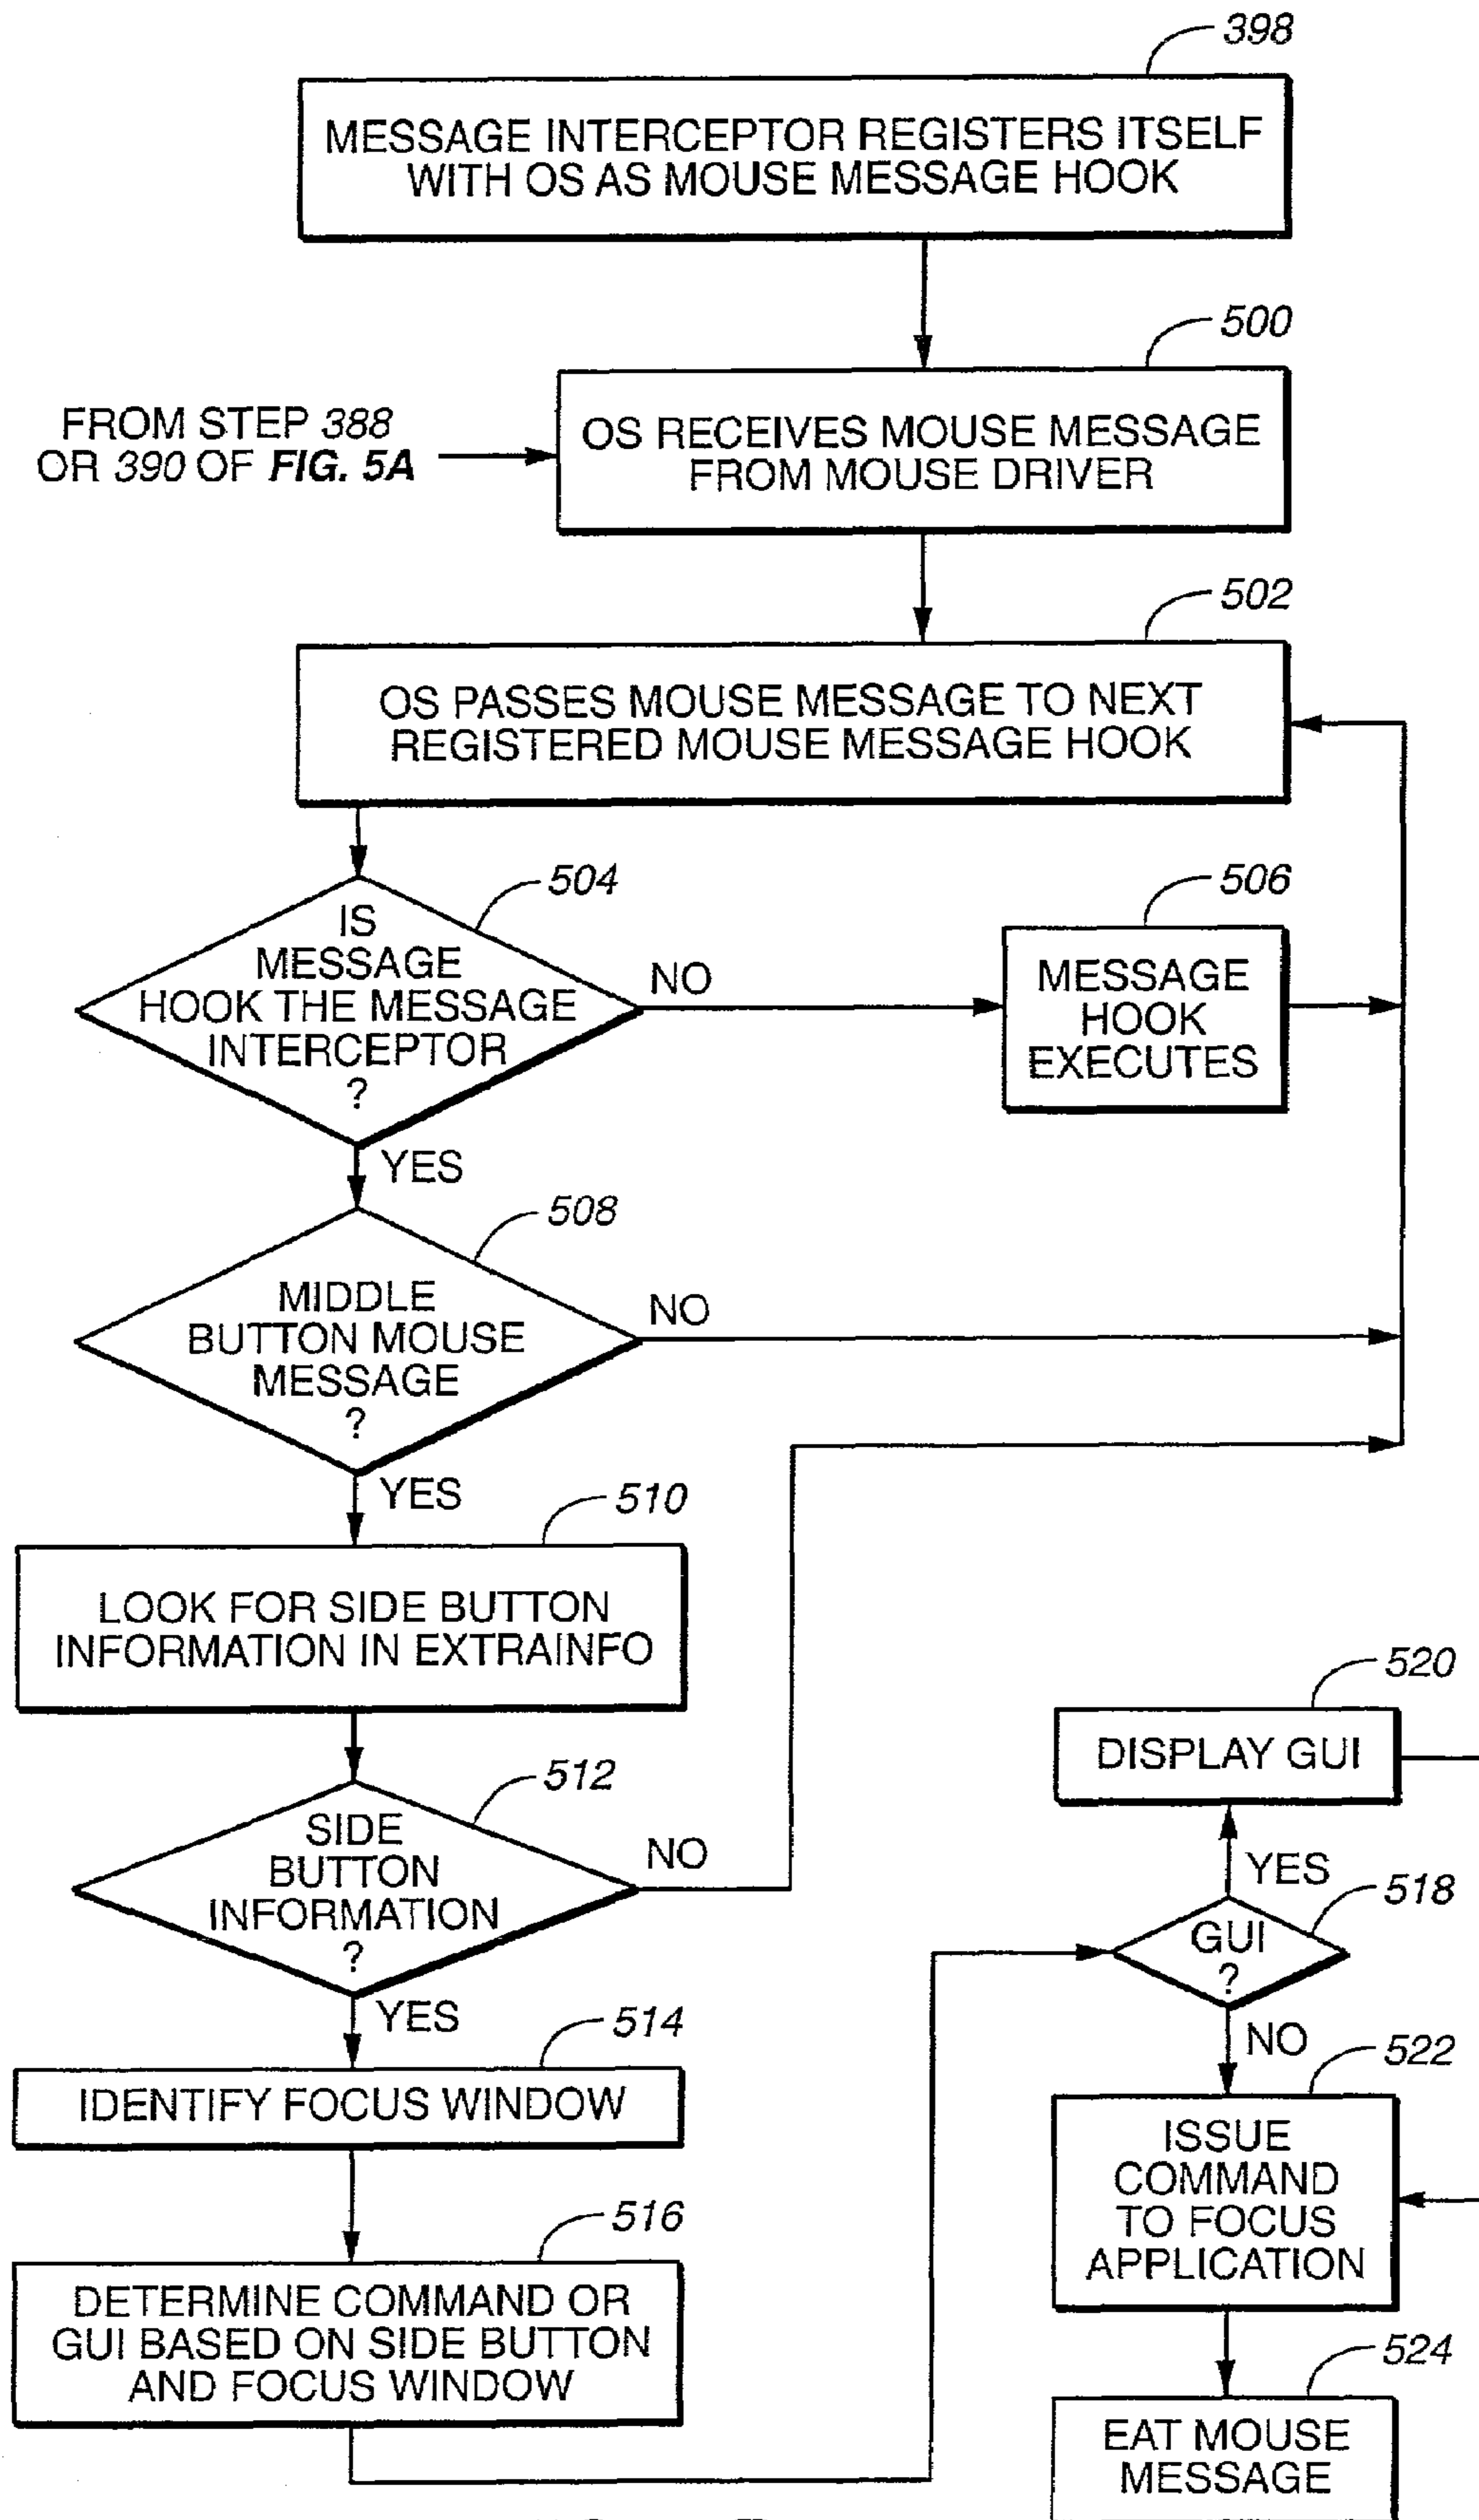 398
MESSAGE INTERCEPTOR REGISTERS ITSELF
WITH OS AS MOUSE MESSAGE HOOK
500
FROM STEP 388
OR 390 OF FIG. 5A
OS RECEIVES MOUSE MESSAGE
FROM MOUSE DRIVER
502
OS PASSES MOUSE MESSAGE TO NEXT
REGISTERED MOUSE MESSAGE HOOK
504
IS
MESSAGE
HOOK THE MESSAGE
INTERCEPTOR
?
NO
506
MESSAGE
HOOK
EXECUTES
YES
508
MIDDLE
BUTTON MOUSE
MESSAGE
?
NO
YES
510
LOOK FOR SIDE BUTTON
INFORMATION IN EXTRAINFO
512
SIDE
BUTTON
INFORMATION
?
NO
YES
514
IDENTIFY FOCUS WINDOW
516
DETERMINE COMMAND OR
GUI BASED ON SIDE BUTTON
AND FOCUS WINDOW
520
DISPLAY GUI
YES
518
GUI
?
NO
522
ISSUE
COMMAND
TO FOCUS
APPLICATION
524
EAT MOUSE
MESSAGE